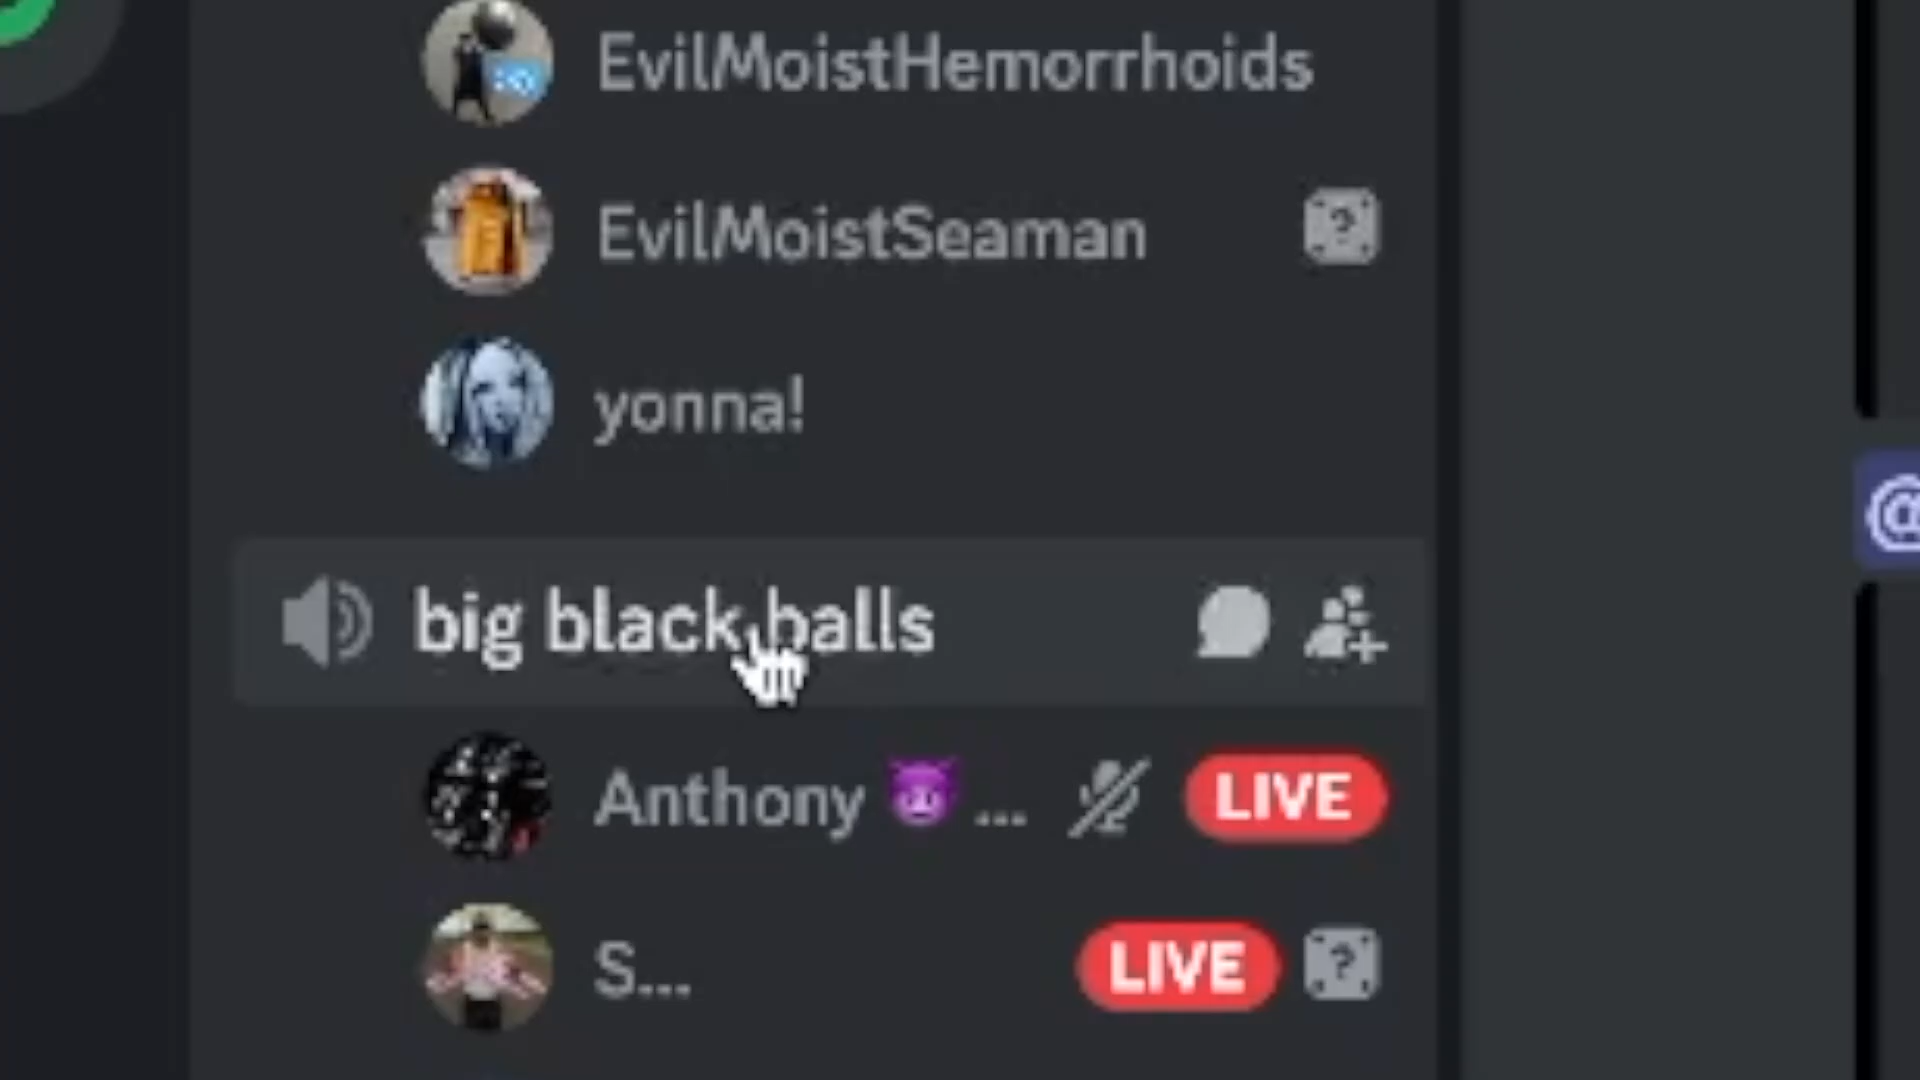 EvilMoistHemorrhoids
EvilMoistSeaman
yonna!
big black balls
Anthony 😈 ... LIVE
S... LIVE
@